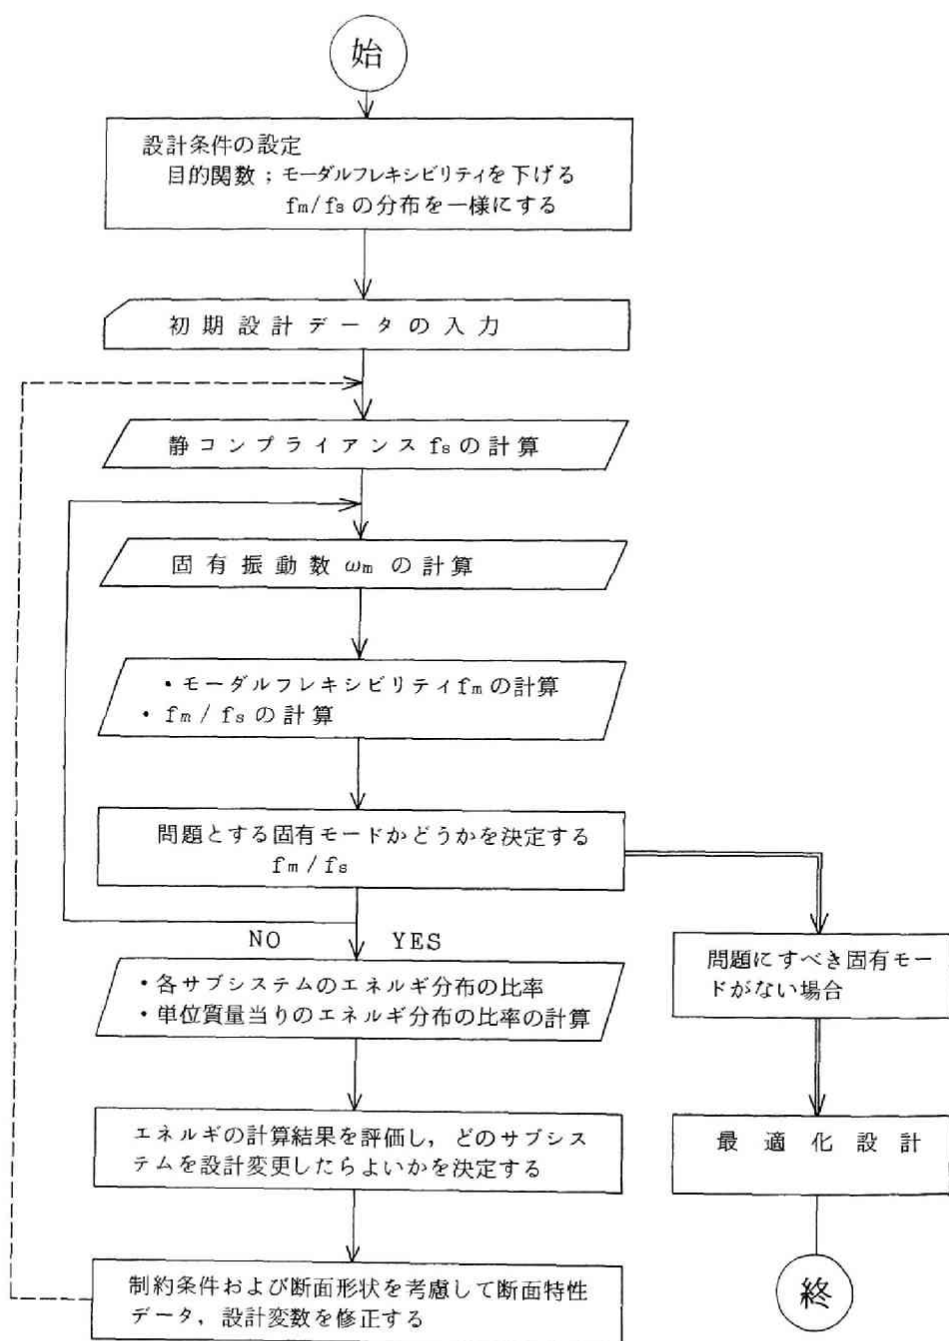 始
設計条件の設定
目的関数；モーダルフレキシビリティを下げる
fm/fsの分布を一様にする
初期設計データの入力
静コンプライアンスfsの計算
固有振動数ωmの計算
・モーダルフレキシビリティfmの計算
・fm/fsの計算
問題とする固有モードかどうかを決定する
fm/fs
NO YES
・各サブシステムのエネルギ分布の比率
・単位質量当りのエネルギ分布の比率の計算
エネルギの計算結果を評価し，どのサブシス
テムを設計変更したらよいかを決定する
制約条件および断面形状を考慮して断面特性
データ，設計変数を修正する
問題にすべき固有モー
ドがない場合
最適化設計
終